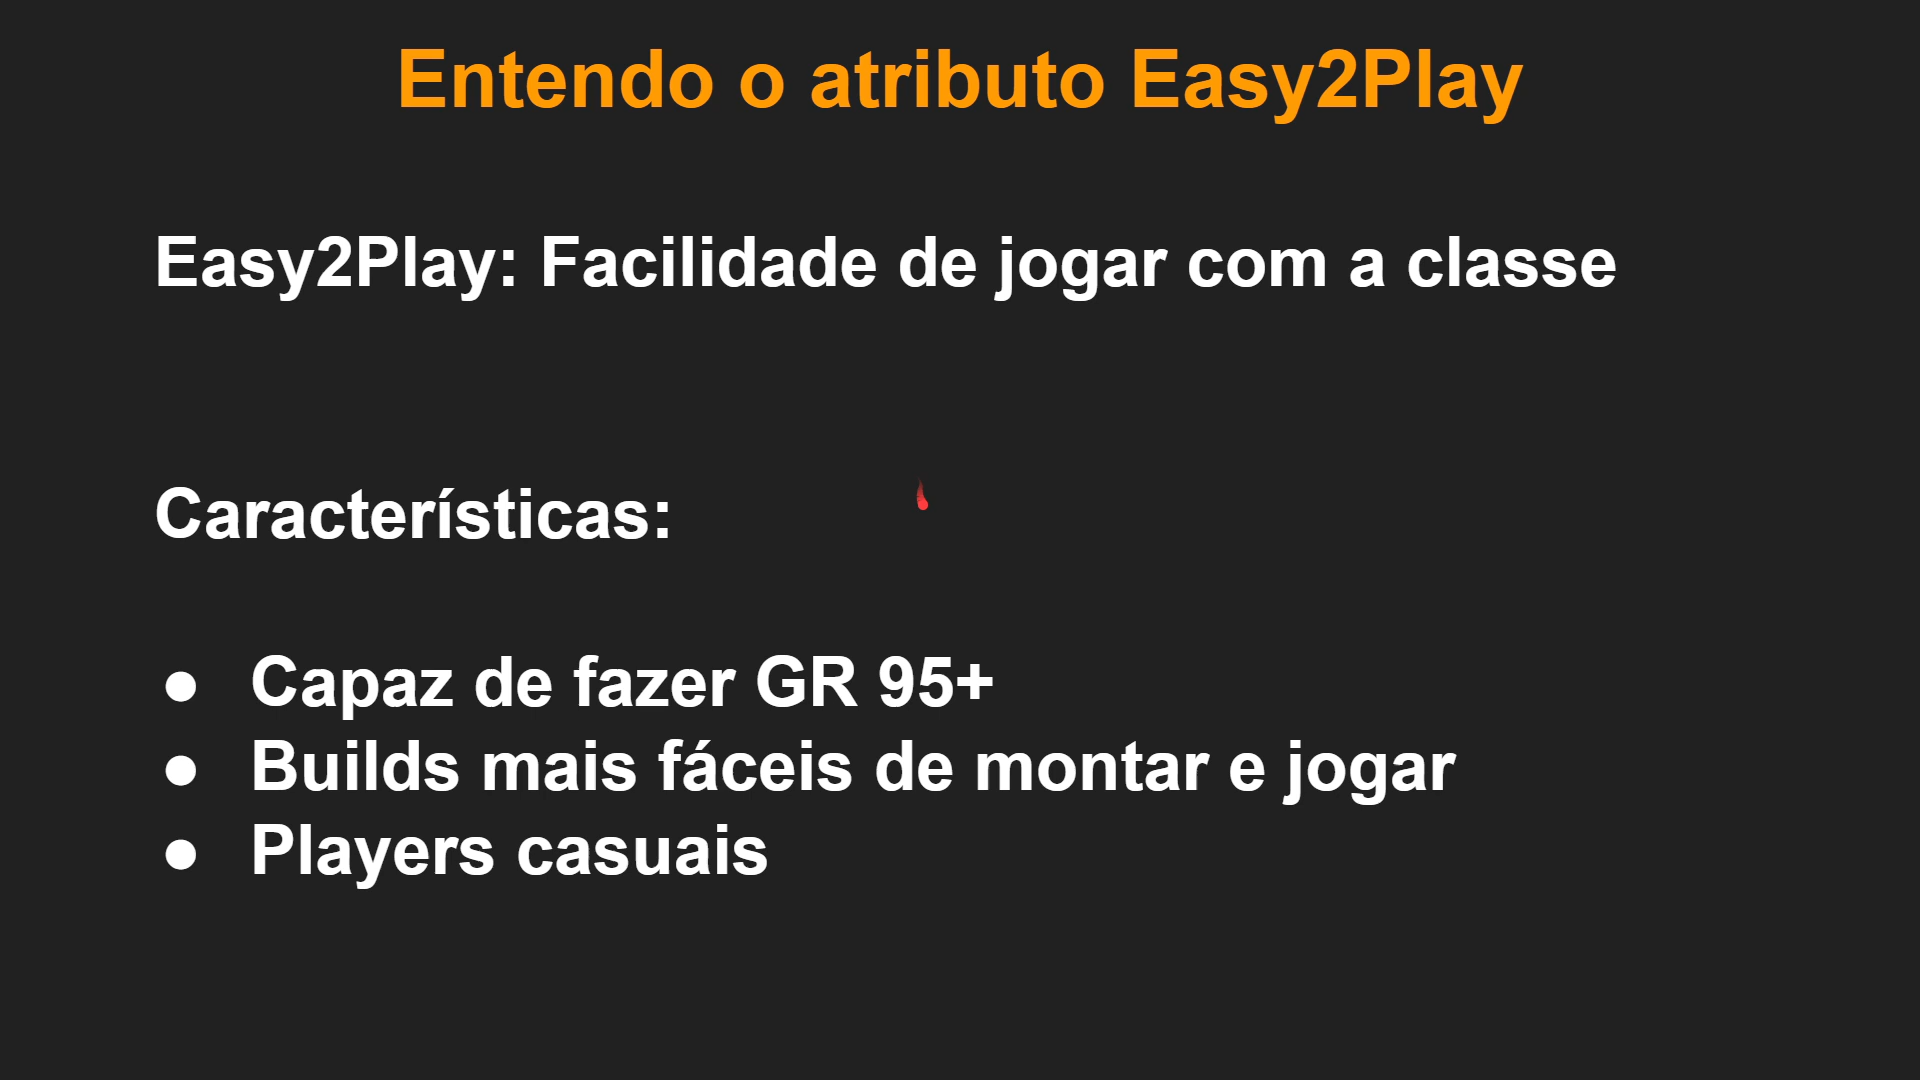 Entendo o atributo Easy2Play
Easy2Play: Facilidade de jogar com a classe
Características:
● Capaz de fazer GR 95+
● Builds mais fáceis de montar e jogar
● Players casuais